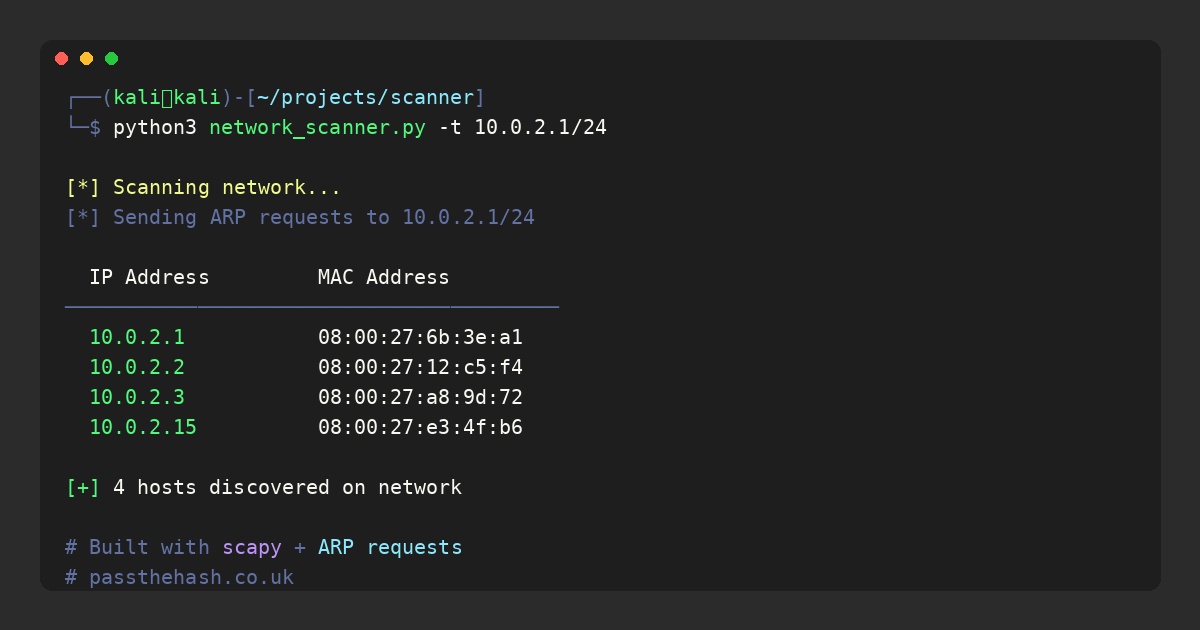 ┌──(kali▯kali)-[~/projects/scanner]
└─$ python3 network_scanner.py -t 10.0.2.1/24
[*] Scanning network...
[*] Sending ARP requests to 10.0.2.1/24
IP Address MAC Address
10.0.2.1 08:00:27:6b:3e:a1
10.0.2.2 08:00:27:12:c5:f4
10.0.2.3 08:00:27:a8:9d:72
10.0.2.15 08:00:27:e3:4f:b6
[+] 4 hosts discovered on network
# Built with scapy + ARP requests
# passthehash.co.uk